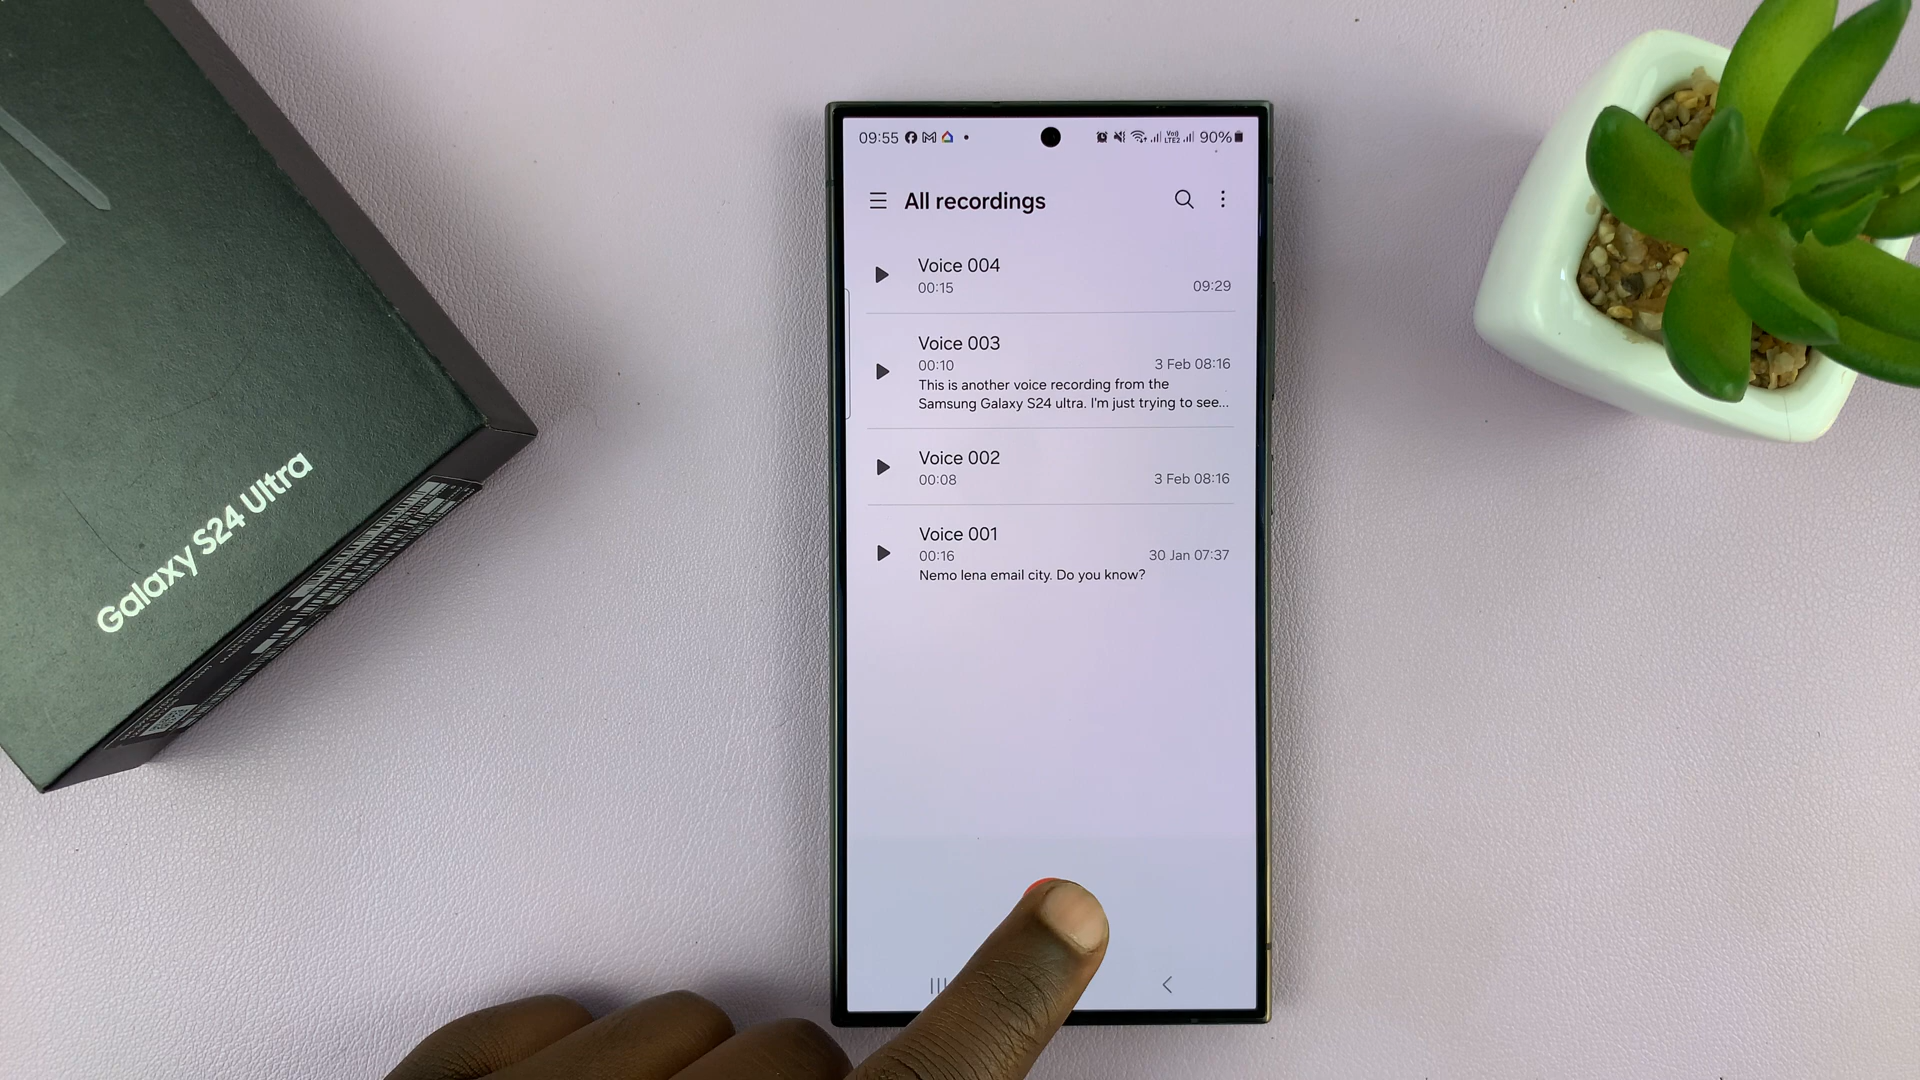 Galaxy S24 Ultra
09:55
Vo))
LTE2
90%
All recordings
Voice 004
00:15
09:29
Voice 003
00:10
3 Feb 08:16
This is another voice recording from the
Samsung Galaxy S24 ultra. I'm just trying to see...
Voice 002
00:08
3 Feb 08:16
Voice 001
00:16
30 Jan 07:37
Nemo lena email city. Do you know?